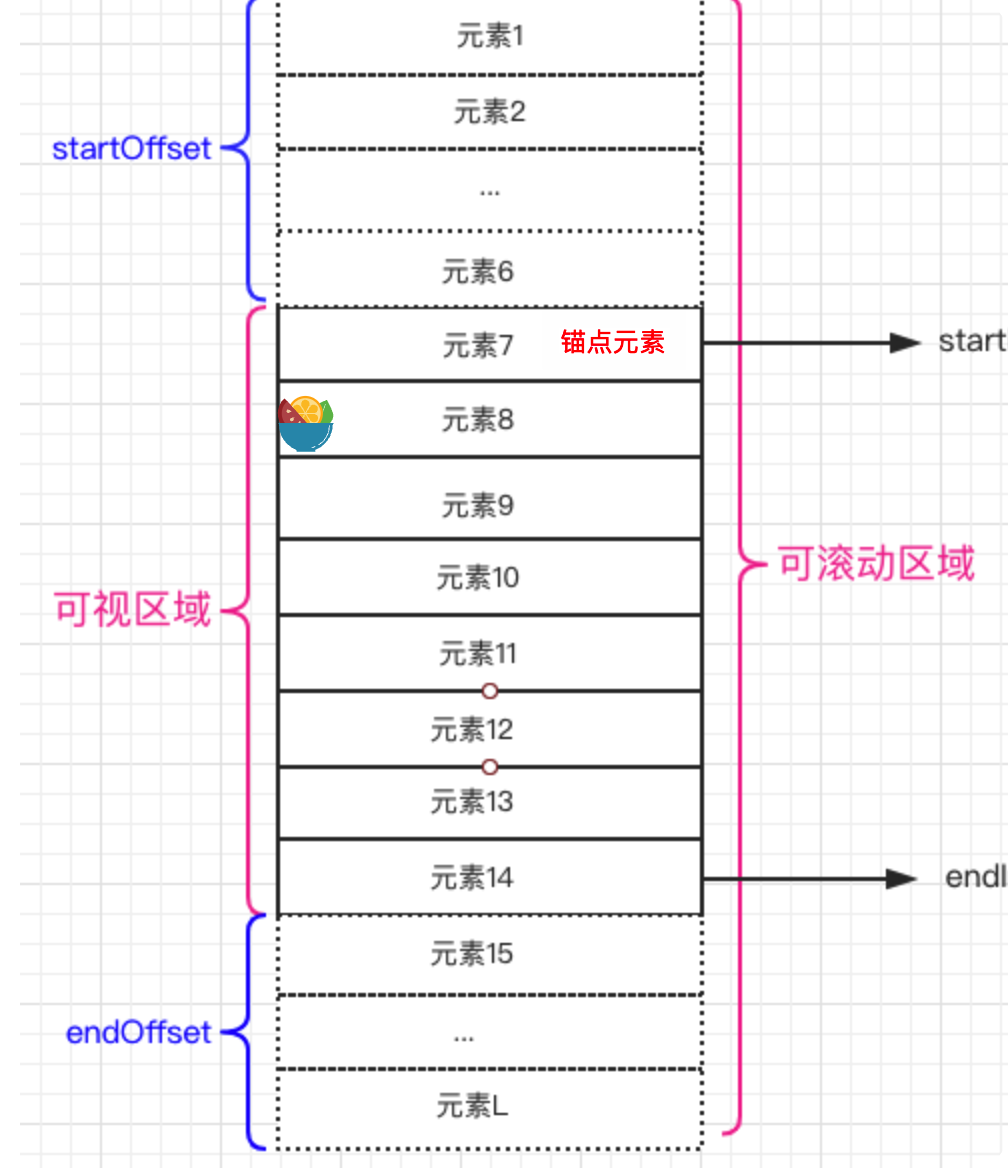 元素1
元素2
startOffset
...
元素6
元素7 锚点元素
start
元素8
元素9
可滚动区域
元素10
可视区域
元素11
元素12
元素13
元素14
endI
元素15
endOffset
...
元素L